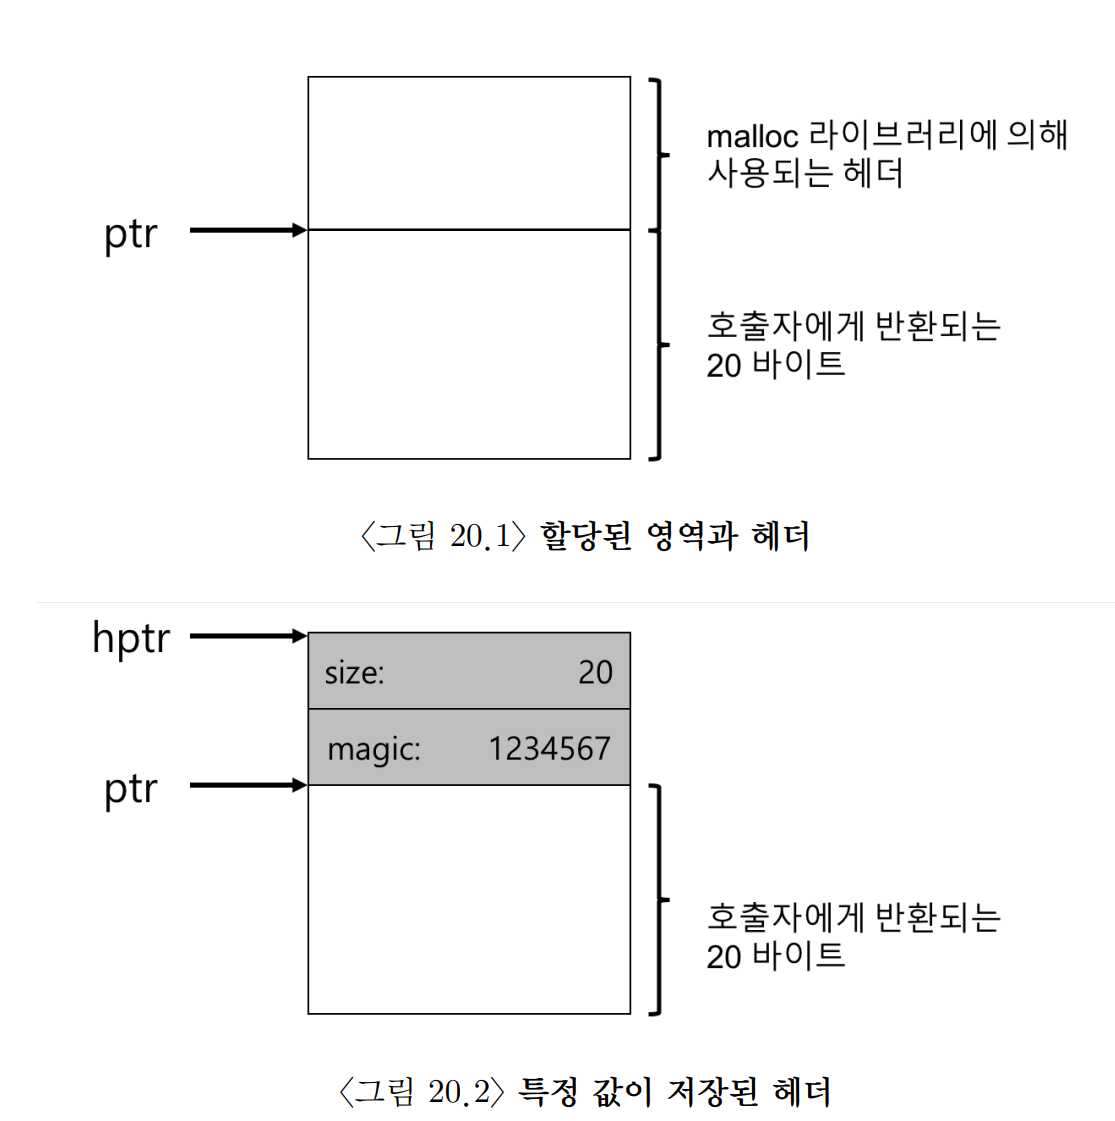 malloc 라이브러리에 의해
사용되는 헤더
ptr
호출자에게 반환되는
20 바이트
〈그림 20.1〉 할당된 영역과 헤더
hptr
size: 20
magic: 1234567
ptr
호출자에게 반환되는
20 바이트
〈그림 20.2〉 특정 값이 저장된 헤더